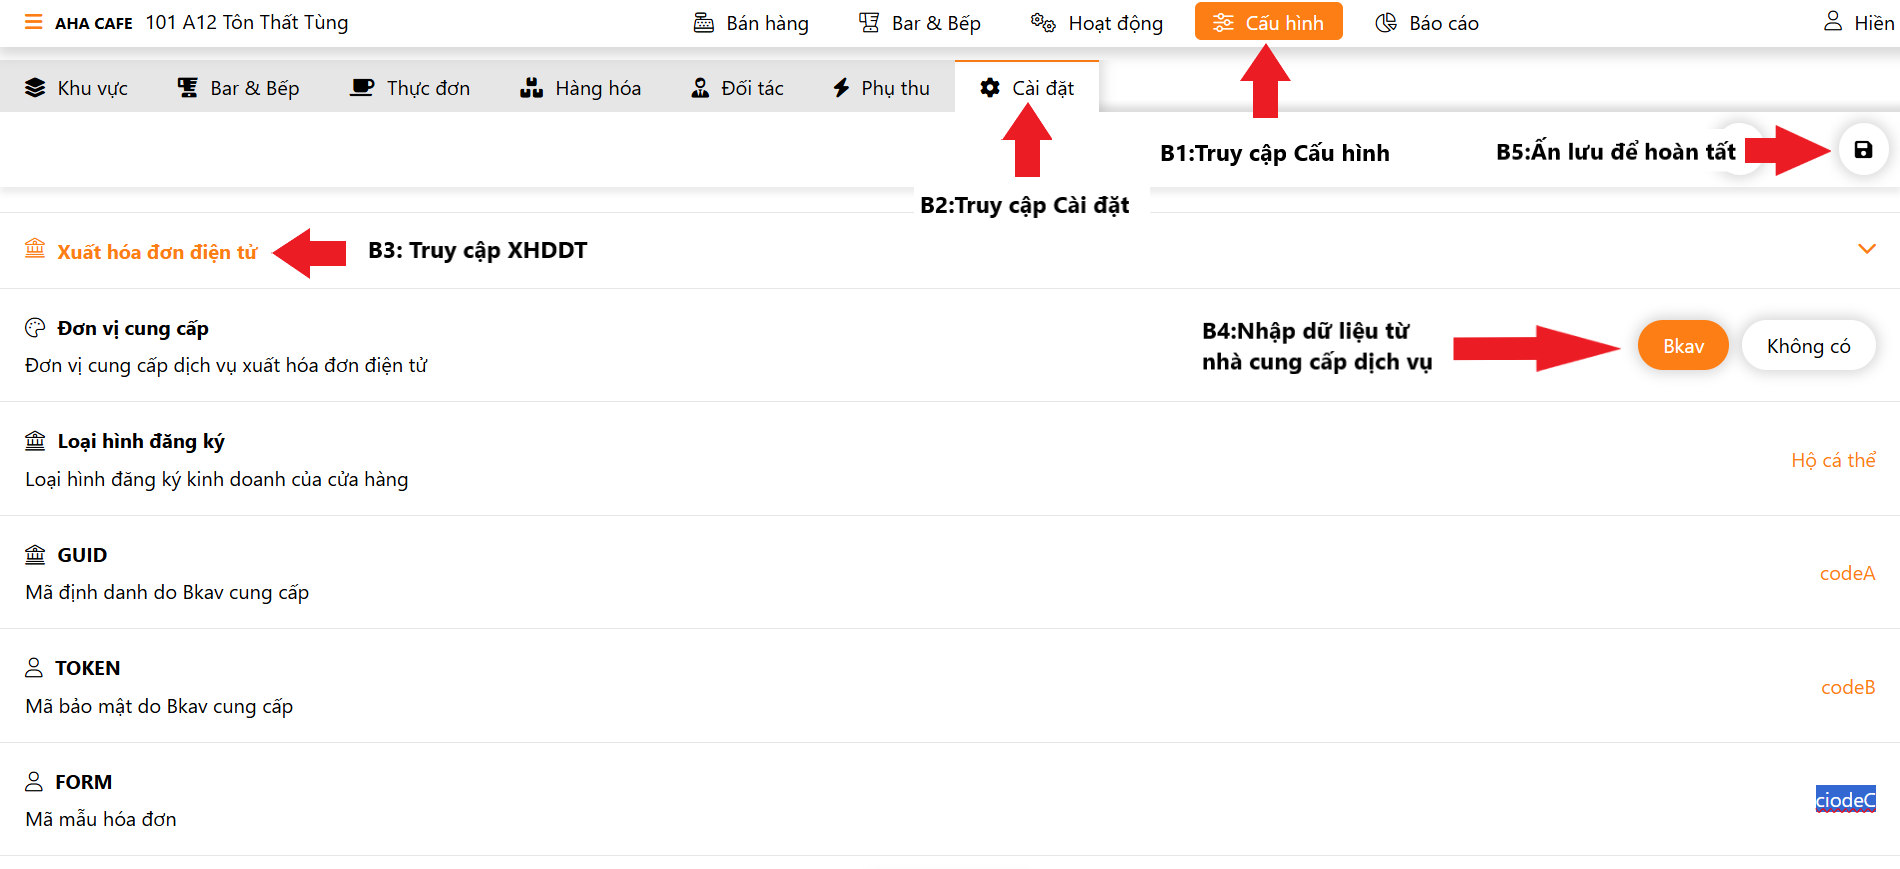 AHA CAFE 101 A12 Tôn Thất Tùng Bán hàng Bar & Bếp Hoạt động Cấu hình Báo cáo Hiền
Khu vực Bar & Bếp Thực đơn Hàng hóa Đối tác Phụ thu Cài đặt
B1:Truy cập Cấu hình
B5:Ấn lưu để hoàn tất
B2:Truy cập Cài đặt
Xuất hóa đơn điện tử
B3: Truy cập XHDDT
Đơn vị cung cấp
Đơn vị cung cấp dịch vụ xuất hóa đơn điện tử
B4:Nhập dữ liệu từ
nhà cung cấp dịch vụ
Bkav Không có
Loại hình đăng ký
Loại hình đăng ký kinh doanh của cửa hàng
Hộ cá thể
GUID
Mã định danh do Bkav cung cấp
codeA
TOKEN
Mã bảo mật do Bkav cung cấp
codeB
FORM
Mã mẫu hóa đơn
ciodeC